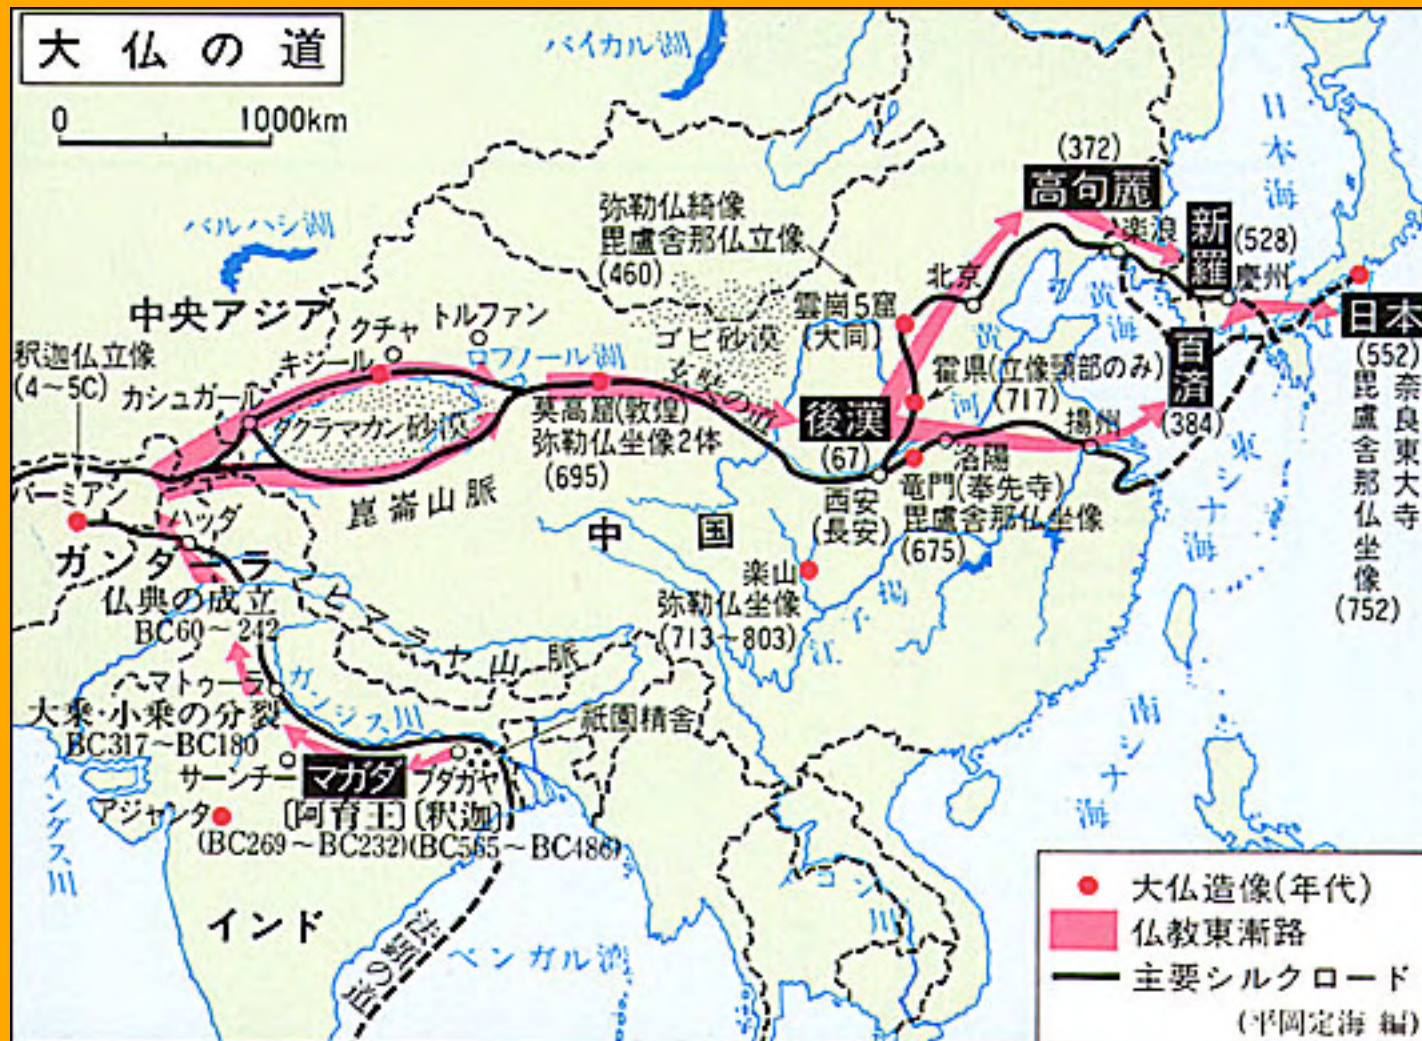 大仏の道
0 1000km
バイカル湖
バルハシ湖
日本海
(372)
高句麗
楽浪
新羅
(528)
慶州
弥勒仏綺像
毘盧舎那仏立像
(460)
北京
雲崗5窟
(大同)
ゴビ砂漠
黄海
黄河
中央アジア
トルファン
クチャ
キジール
ロプノール湖
釈迦仏立像
(4~5C)
カシュガール
タクラマカン砂漠
莫高窟(敦煌)
弥勒仏坐像2体
(695)
玄奘の道
後漢
(67)
霍県(立像頭部のみ)
(717)
揚州
百済
(384)
日本
(552)
奈良東大寺
毘盧舎那仏坐像
(752)
東シナ海
洛陽
竜門(奉先寺)
毘盧舎那仏坐像
(675)
西安
(長安)
崑崙山脈
バーミアン
ハッダ
ガンダーラ
仏典の成立
BC60~242
中国
楽山
弥勒仏坐像
(713~803)
揚子江
ヒマラヤ山脈
マトゥーラ
ガンジス川
大乗・小乗の分裂
BC317~BC180
祇園精舎
サーンチー
マガダ
ブダガヤ
アジャンタ
〔阿育王〕〔釈迦〕
(BC269~BC232)(BC565~BC486)
インダス川
インド
法顕の道
ベンガル湾
メコン川
南シナ海
大仏造像(年代)
仏教東漸路
主要シルクロード
(平岡定海 編)